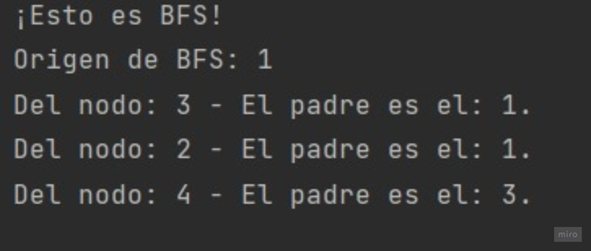 ¡Esto es BFS!
Origen de BFS: 1
Del nodo: 3 - El padre es el: 1.
Del nodo: 2 - El padre es el: 1.
Del nodo: 4 - El padre es el: 3.
miro